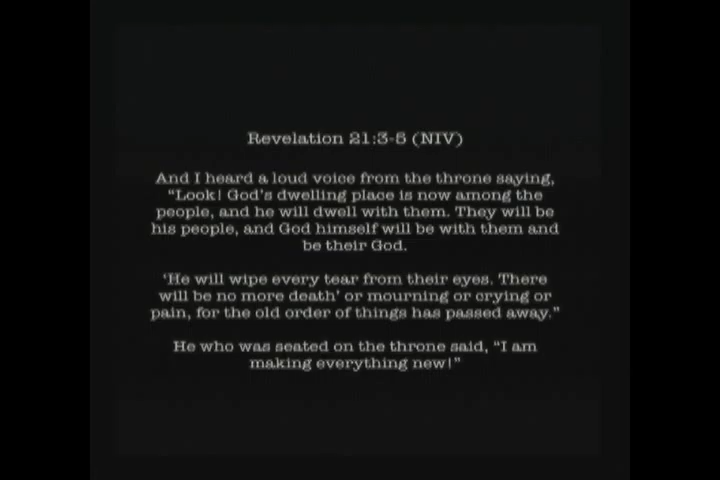 Revelation 21:3-5 (NIV)
And I heard a loud voice from the throne saying,
“Look! God’s dwelling place is now among the
people, and he will dwell with them. They will be
his people, and God himself will be with them and
be their God.
‘He will wipe every tear from their eyes. There
will be no more death’ or mourning or crying or
pain, for the old order of things has passed away.”
He who was seated on the throne said, “I am
making everything new!”